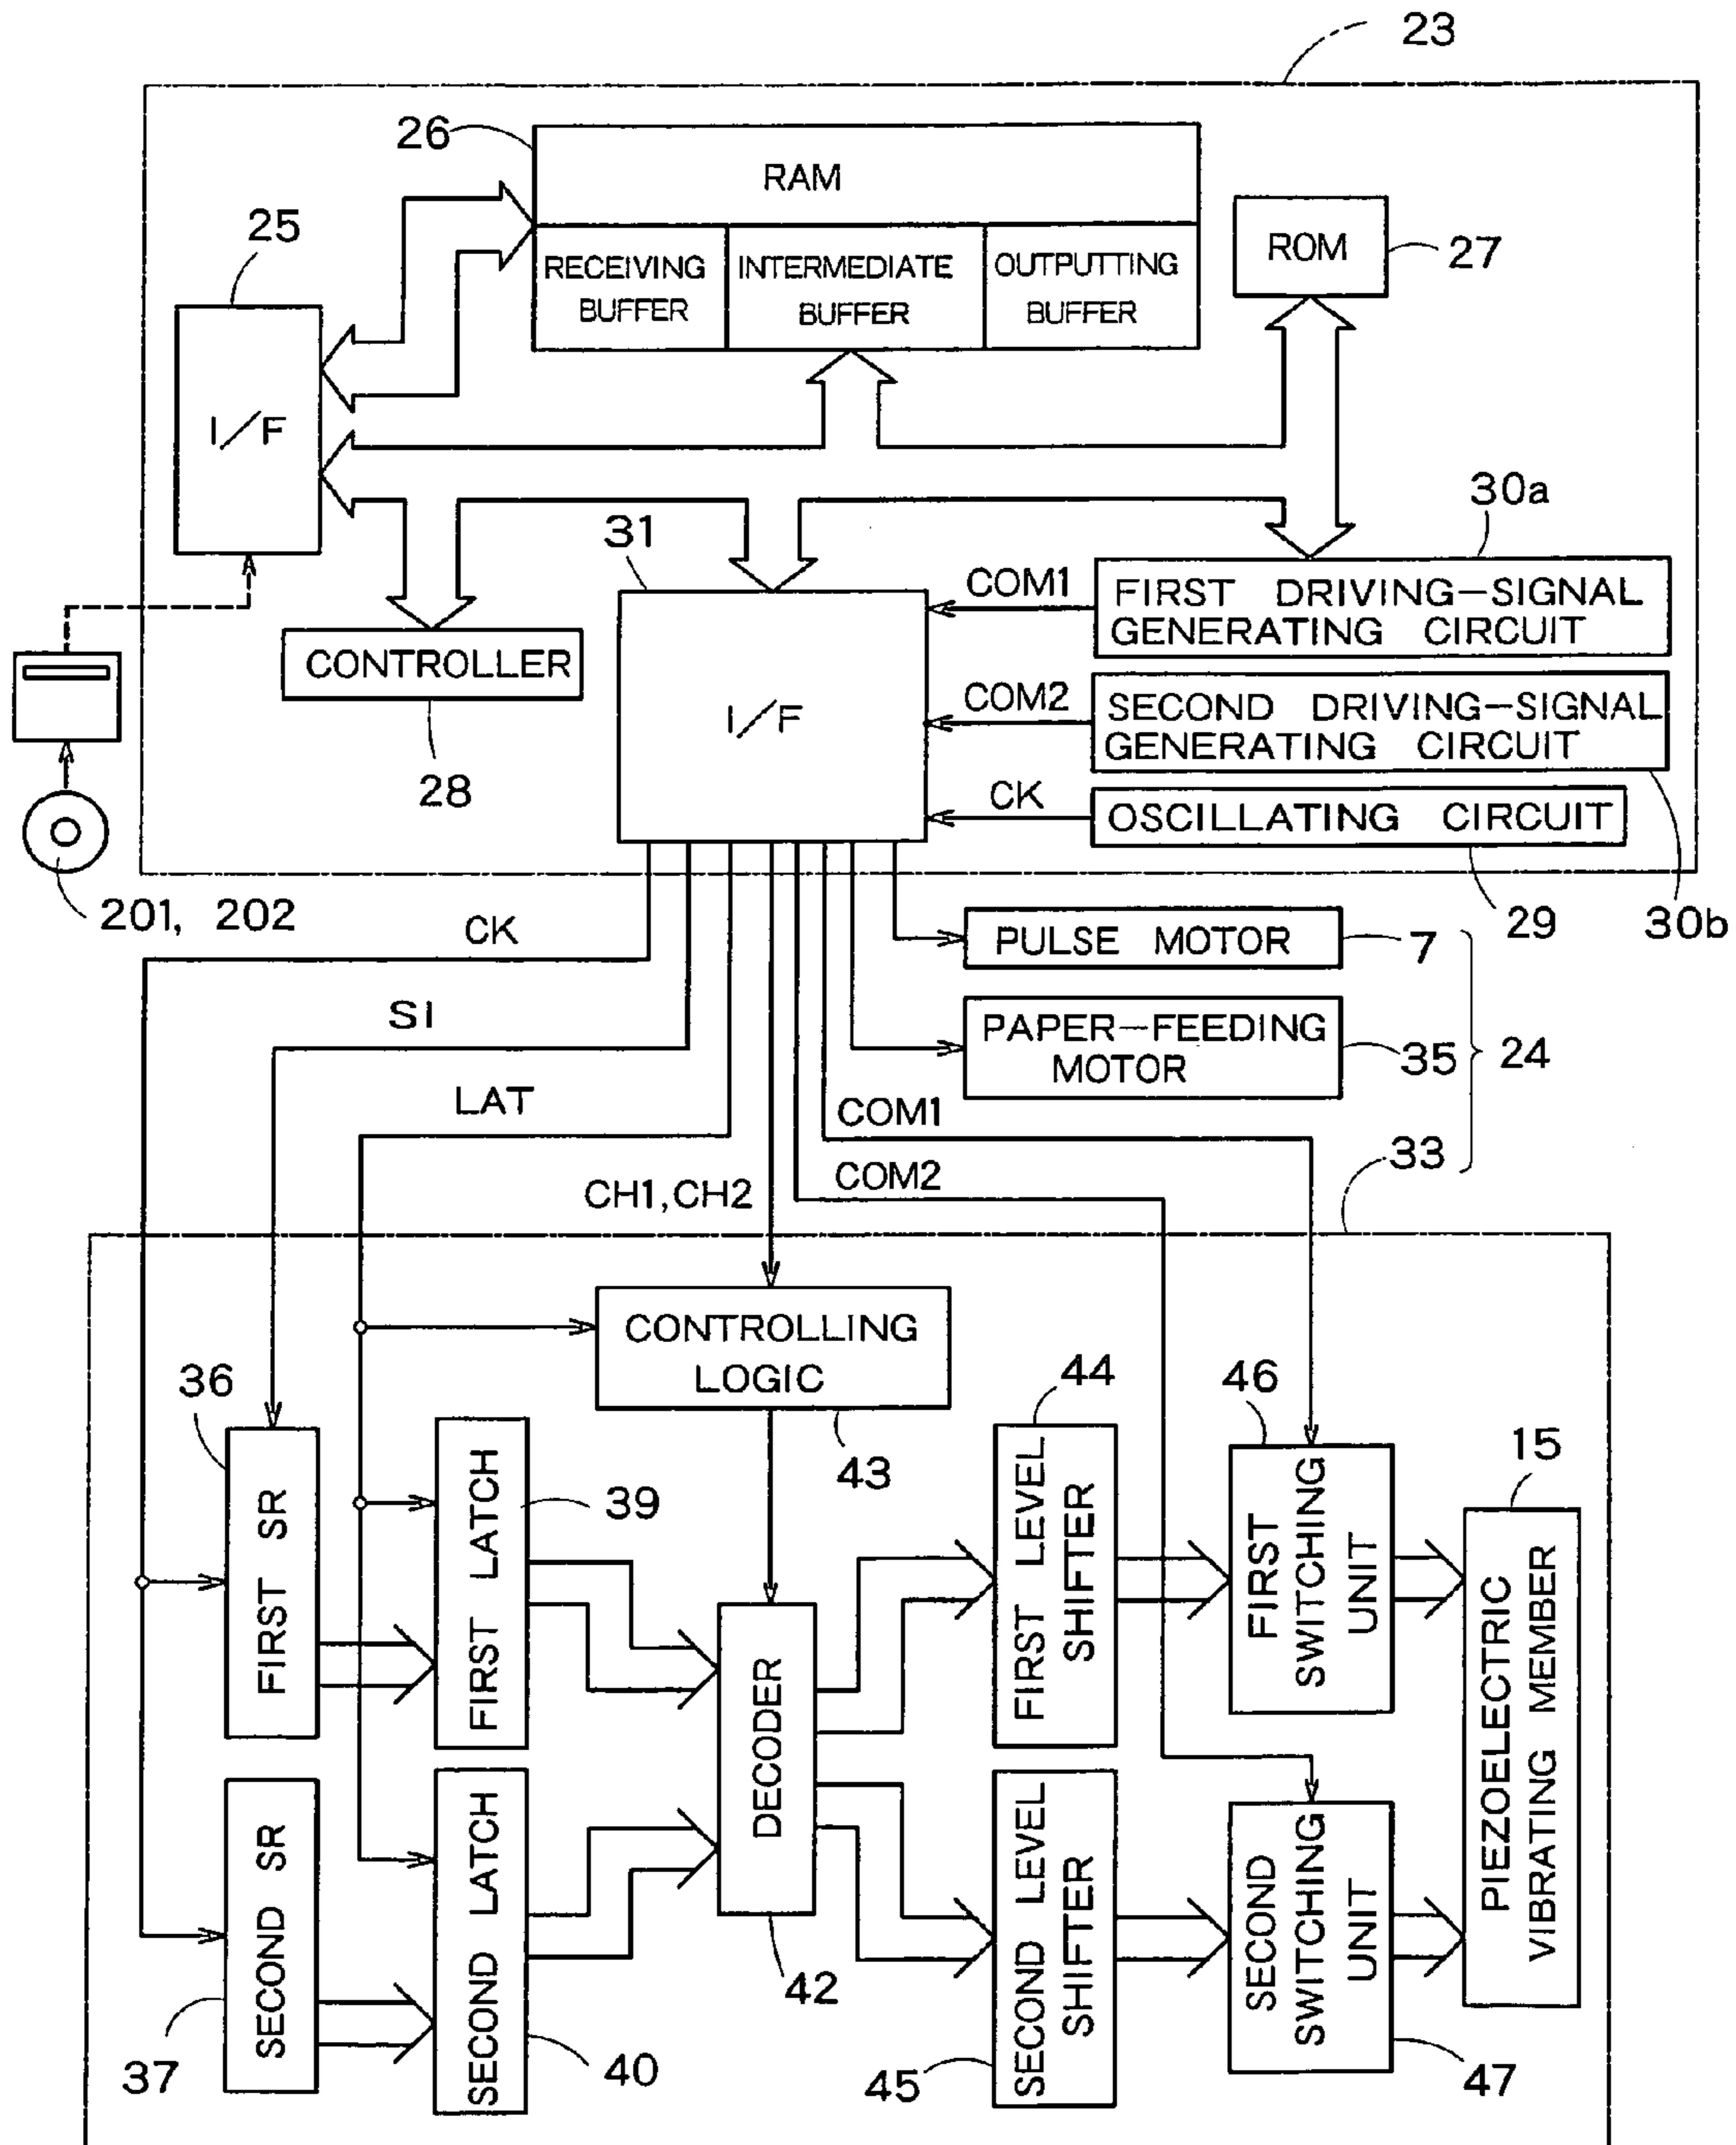 23
26
RAM
25
RECEIVING
BUFFER
INTERMEDIATE
BUFFER
OUTPUTTING
BUFFER
ROM
27
I/F
31
30a
COM1
FIRST DRIVING-SIGNAL
GENERATING CIRCUIT
CONTROLLER
28
I/F
COM2
SECOND DRIVING-SIGNAL
GENERATING CIRCUIT
CK
OSCILLATING CIRCUIT
201, 202
29
30b
CK
PULSE MOTOR
7
SI
PAPER-FEEDING
MOTOR
35
24
LAT
COM1
COM2
33
CH1,CH2
CONTROLLING
LOGIC
43
36
FIRST SR
FIRST LATCH
39
44
FIRST LEVEL
SHIFTER
46
FIRST
SWITCHING
UNIT
15
PIEZOELECTRIC
VIBRATING MEMBER
DECODER
42
SECOND SR
37
SECOND LATCH
40
SECOND LEVEL
SHIFTER
45
SECOND
SWITCHING
UNIT
47